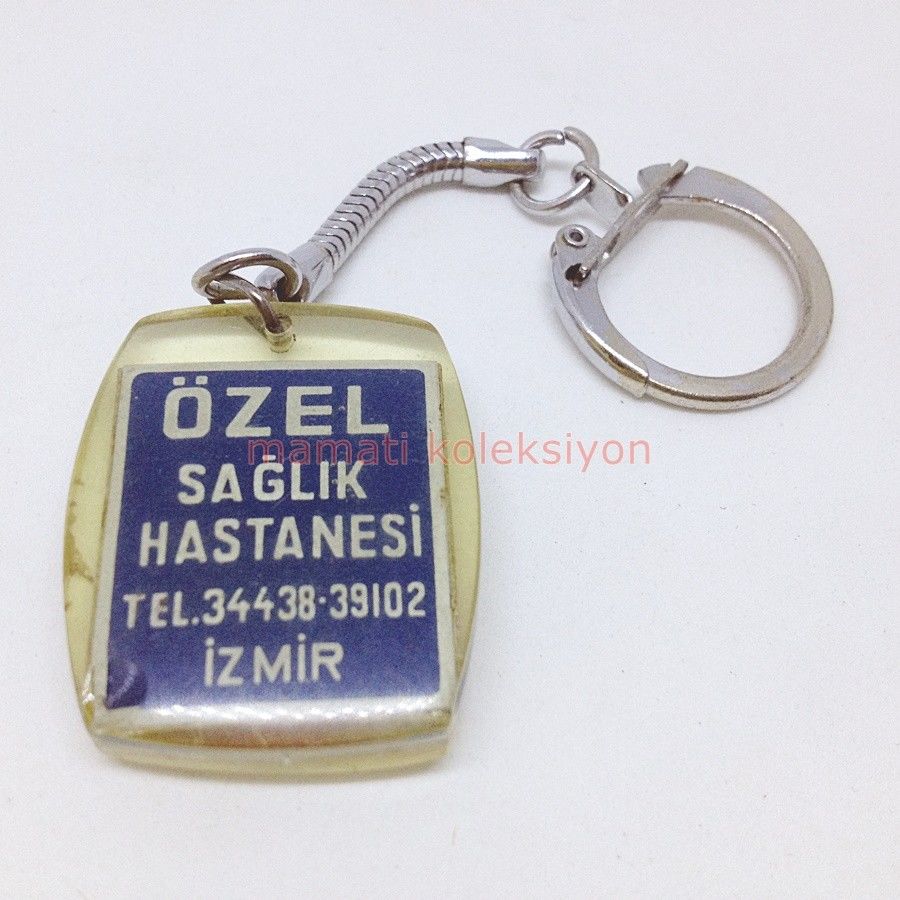 ÖZEL
mamati koleksiyon
SAĞLIK
HASTANESİ
TEL.34438-39102
İZMİR